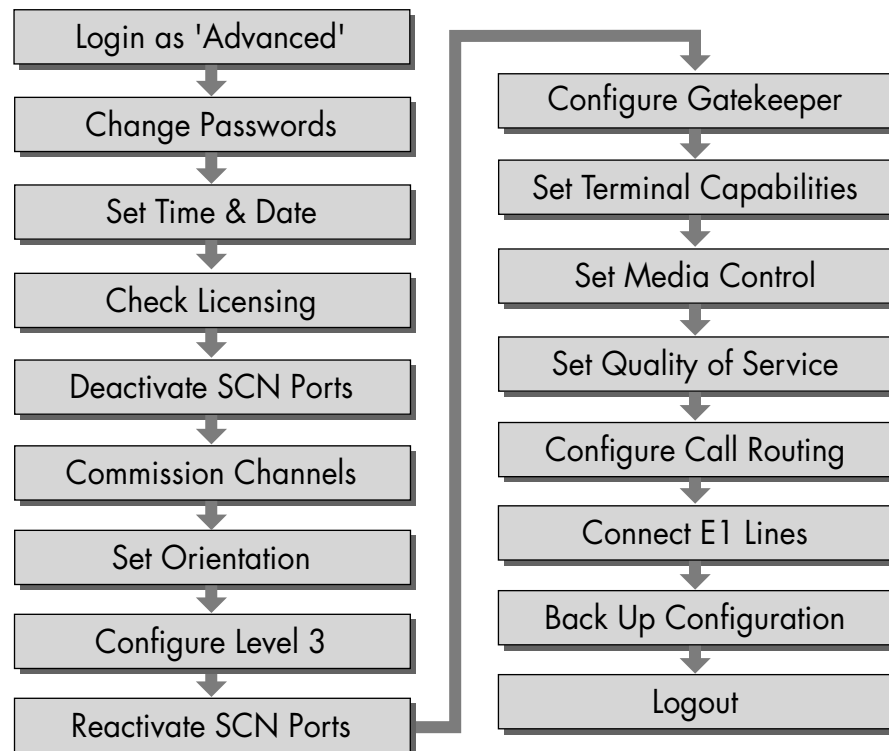 Login as 'Advanced'
Change Passwords
Set Time & Date
Check Licensing
Deactivate SCN Ports
Commission Channels
Set Orientation
Configure Level 3
Reactivate SCN Ports
Configure Gatekeeper
Set Terminal Capabilities
Set Media Control
Set Quality of Service
Configure Call Routing
Connect E1 Lines
Back Up Configuration
Logout